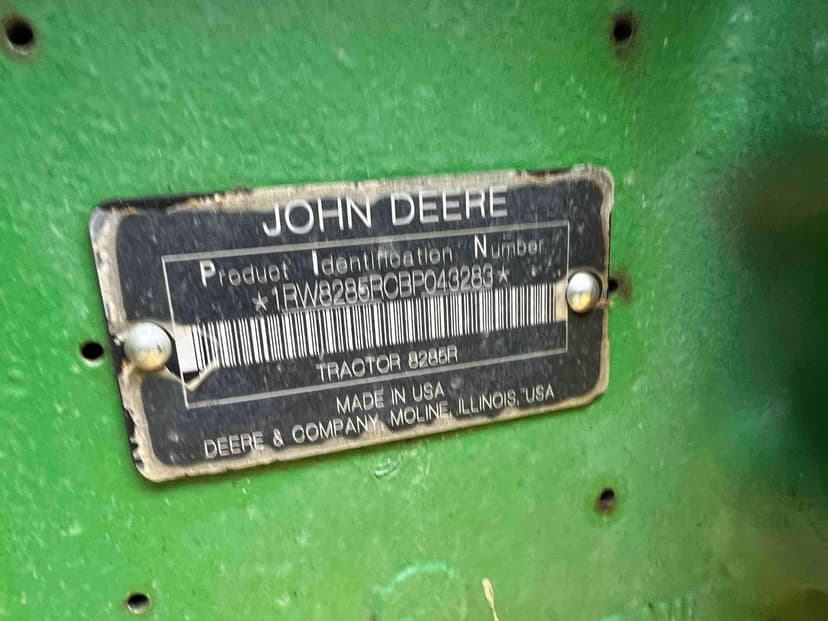 JOHN DEERE
Product Identification Number
*1RW8285RCBP043283*
TRACTOR 8285R
MADE IN USA
DEERE & COMPANY, MOLINE, ILLINOIS, USA